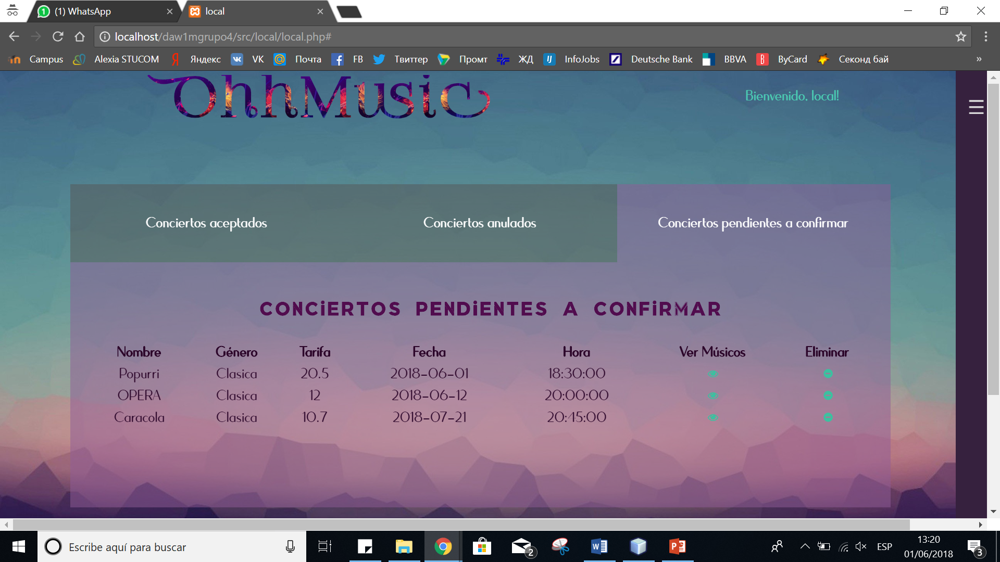 (1) WhatsApp
local
localhost/daw1mgrupo4/src/local/local.php#
Campus Alexia STUCOM Яндекс VK Почта FB Твиттер Промт ЖД InfoJobs Deutsche Bank BBVA ByCard Секонд бай »
OhhMusic
Bienvenido, local!
Conciertos aceptados Conciertos anulados Conciertos pendientes a confirmar
CONCiERTOS PENDiENTES A CONFiRMAR
Nombre Género Tarifa Fecha Hora Ver Músicos Eliminar
Popurri Clasica 20.5 2018-06-01 18:30:00
OPERA Clasica 12 2018-06-12 20:00:00
Caracola Clasica 10.7 2018-07-21 20:45:00
Escribe aquí para buscar
2
ESP
13:20
01/06/2018
3